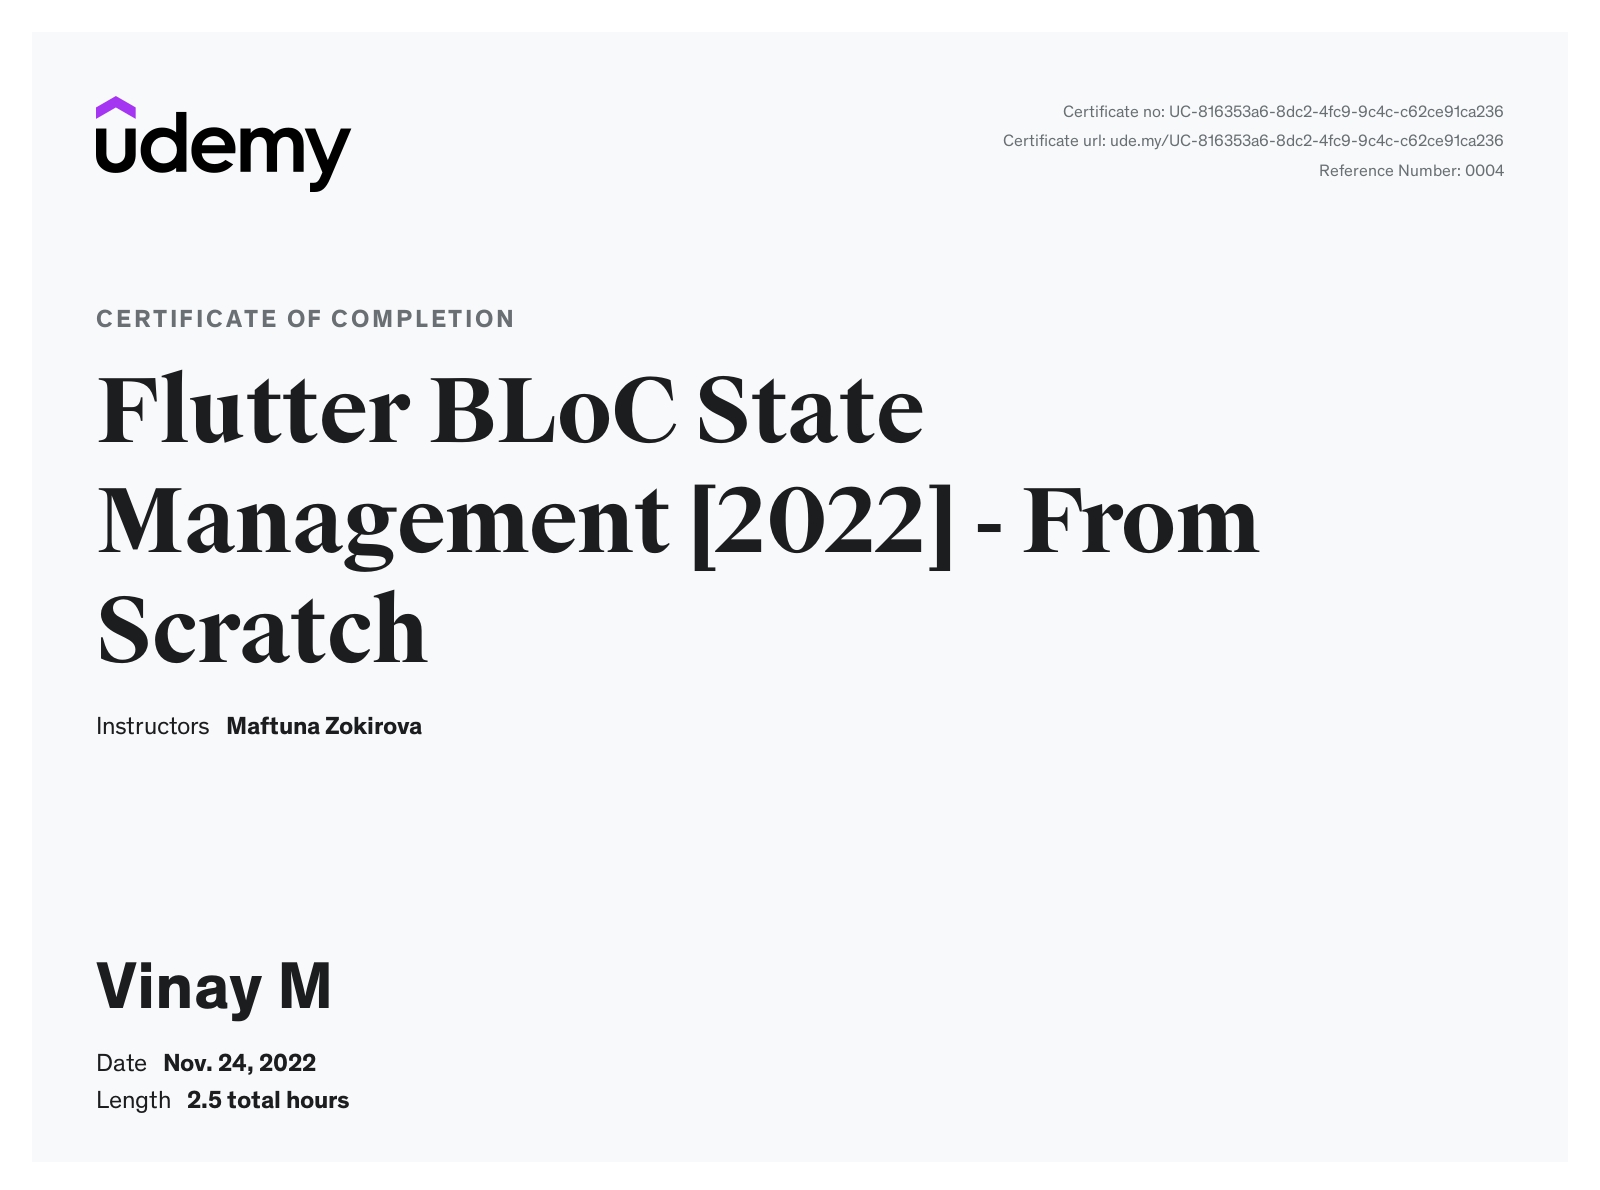 udemy
Certificate no: UC-816353a6-8dc2-4fc9-9c4c-c62ce91ca236
Certificate url: ude.my/UC-816353a6-8dc2-4fc9-9c4c-c62ce91ca236
Reference Number: 0004
CERTIFICATE OF COMPLETION
Flutter BLoC State
Management [2022] - From
Scratch
Instructors Maftuna Zokirova
Vinay M
Date Nov. 24, 2022
Length 2.5 total hours